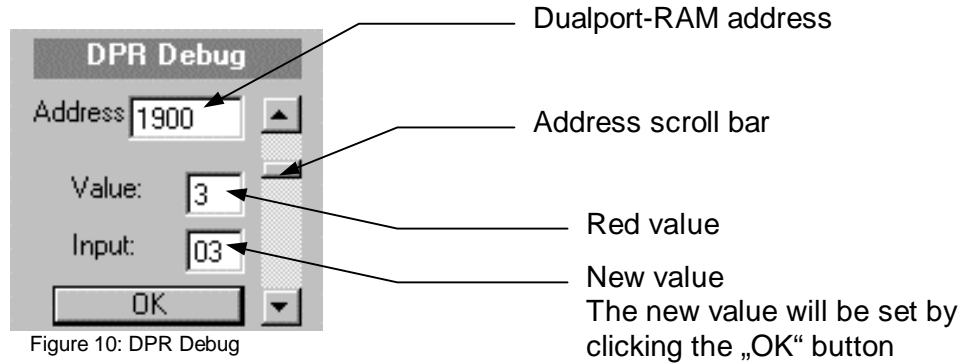 Dualport-RAM address
DPR Debug
Address 1900
Address scroll bar
Value: 3
Red value
Input: 03
New value
The new value will be set by
clicking the „OK“ button
OK
Figure 10: DPR Debug